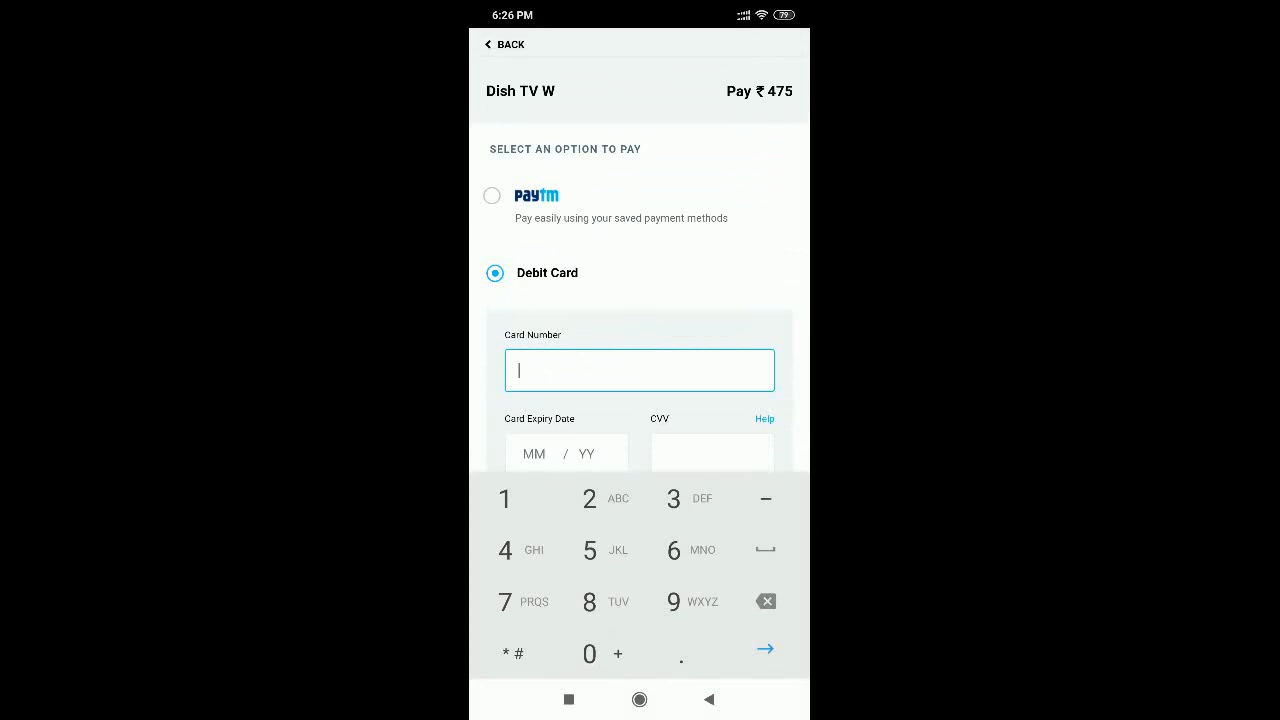 6:26 PM 79
BACK
Dish TV W Pay ₹ 475
SELECT AN OPTION TO PAY
paytm
Pay easily using your saved payment methods
Debit Card
Card Number
Card Expiry Date CVV Help
MM / YY
1 2 ABC 3 DEF -
4 GHI 5 JKL 6 MNO
7 PRQS 8 TUV 9 WXYZ
* # 0 + .